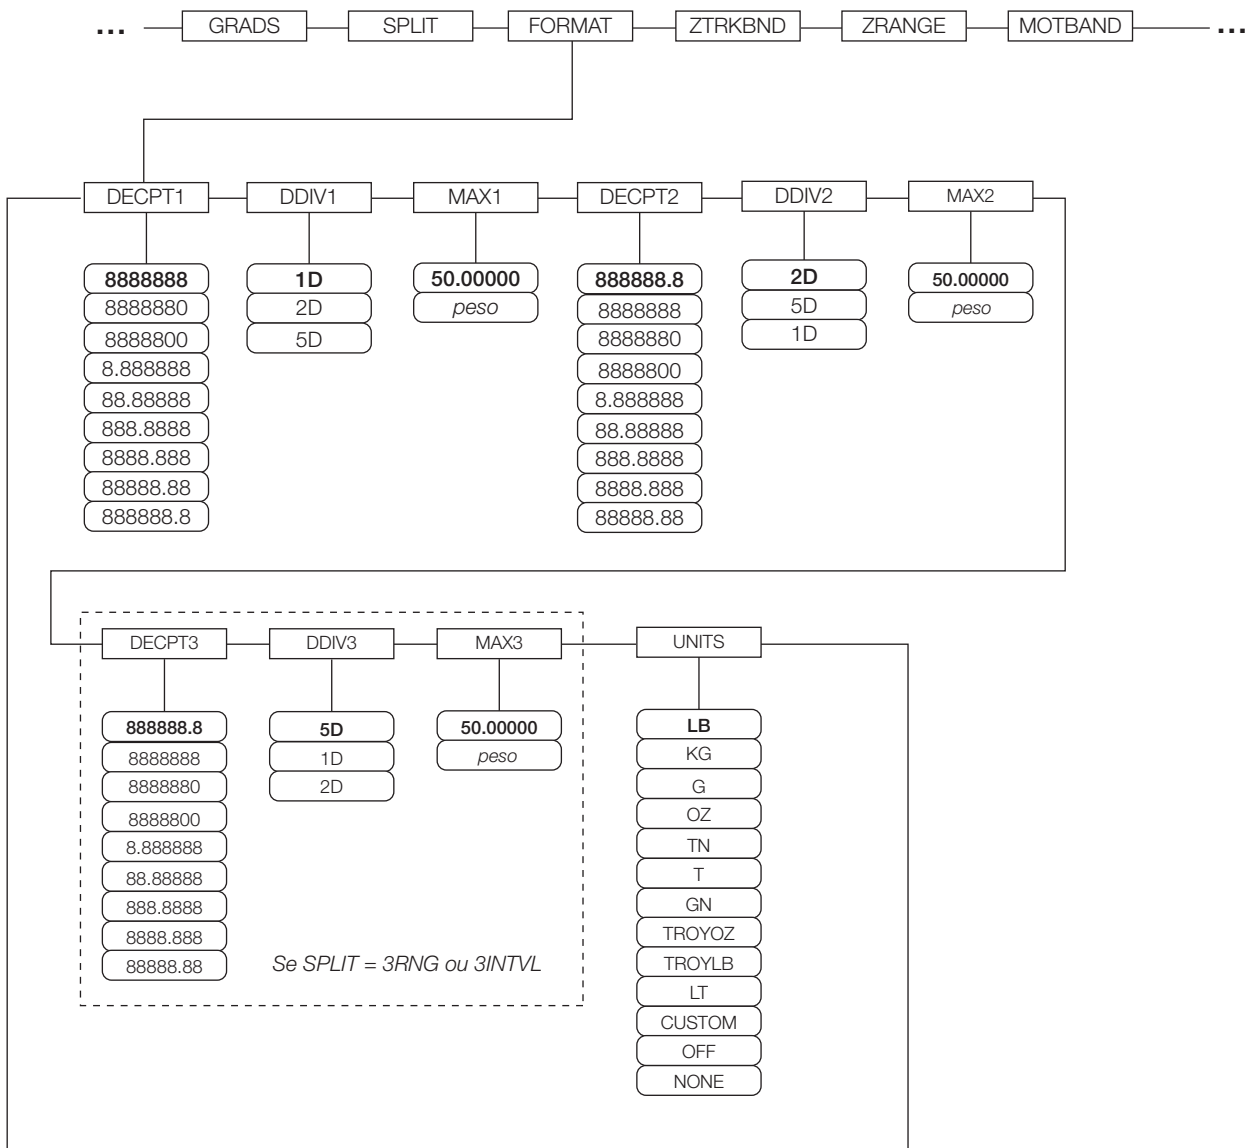 ... GRADS SPLIT FORMAT ZTRKBND ZRANGE MOTBAND ...
DECPT1 DDIV1 MAX1 DECPT2 DDIV2 MAX2
8888888 1D 50.00000 888888.8 2D 50.00000
8888880 2D peso 8888888 5D peso
8888800 5D 8888880 1D
8.888888 8888800
88.88888 8.888888
888.8888 88.88888
8888.888 888.8888
88888.88 8888.888
888888.8 88888.88
DECPT3 DDIV3 MAX3 UNITS
888888.8 5D 50.00000 LB
8888888 1D peso KG
8888880 2D G
8888800 OZ
8.888888 TN
88.88888 T
888.8888 GN
8888.888 TROYOZ
88888.88 Se SPLIT = 3RNG ou 3INTVL TROYLB
LT
CUSTOM
OFF
NONE